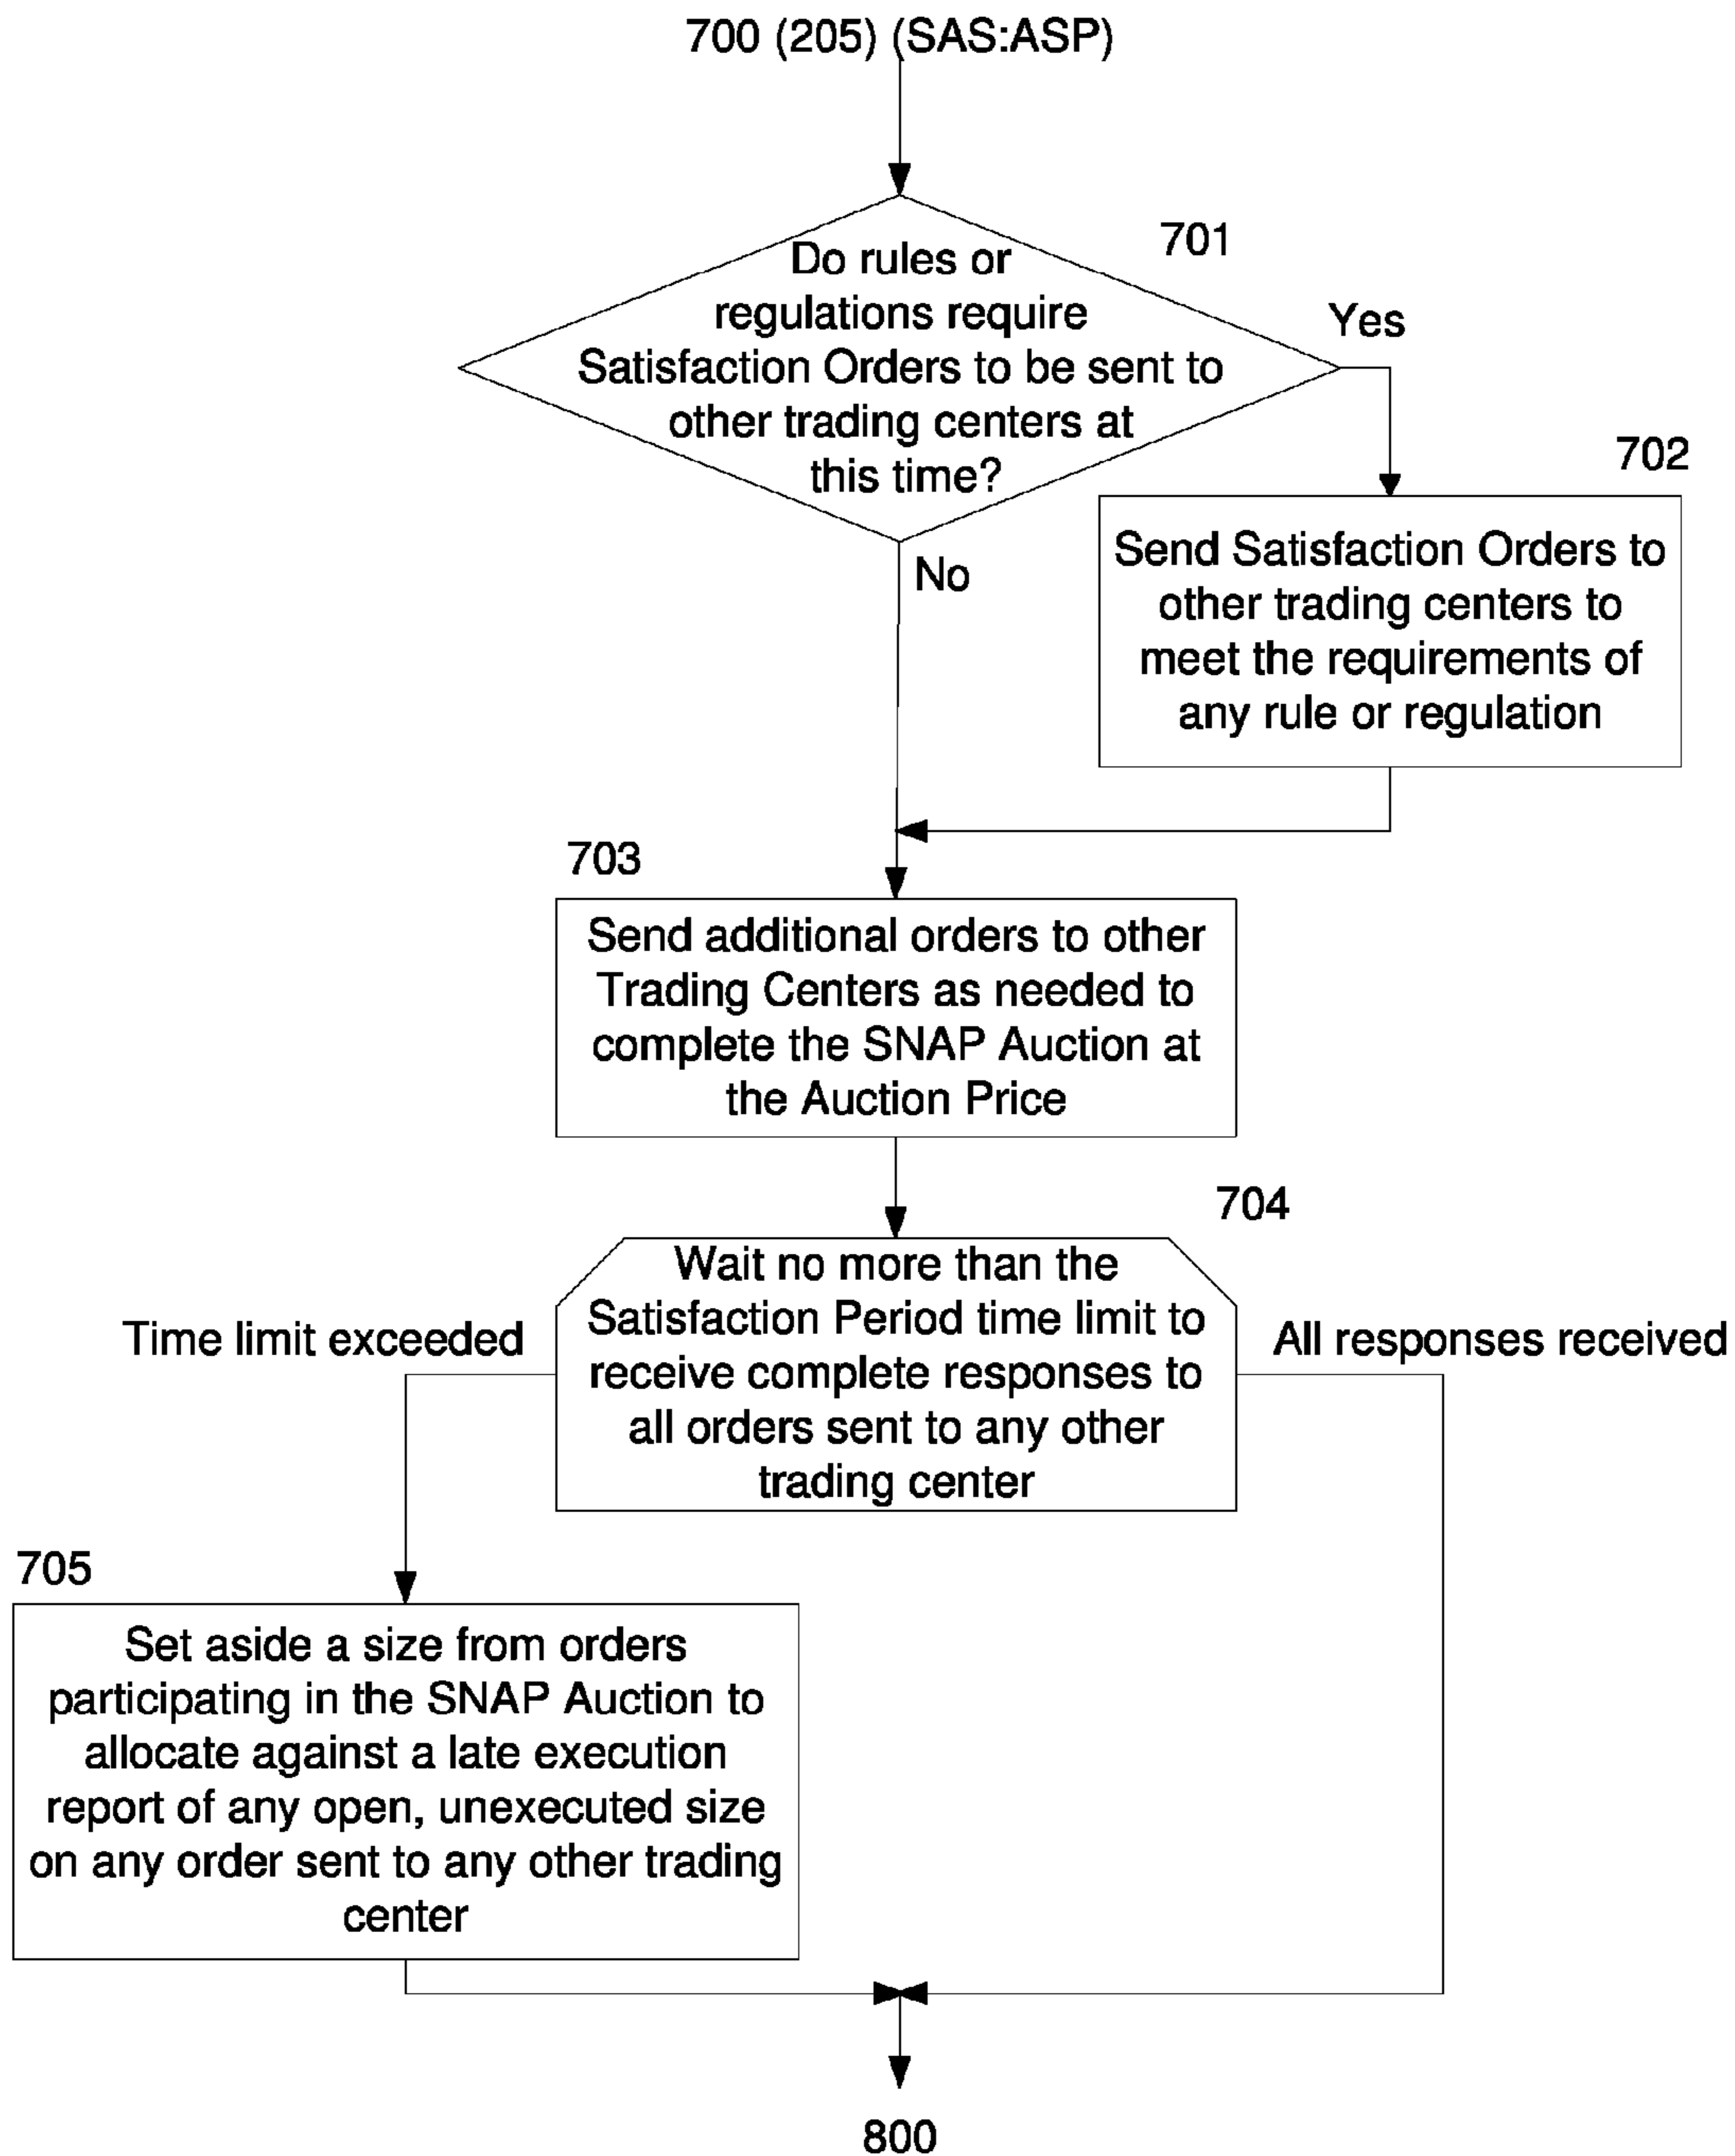 700 (205) (SAS:ASP)
701
Do rules or
regulations require
Satisfaction Orders to be sent to
other trading centers at
this time?
Yes
No
702
Send Satisfaction Orders to
other trading centers to
meet the requirements of
any rule or regulation
703
Send additional orders to other
Trading Centers as needed to
complete the SNAP Auction at
the Auction Price
704
Wait no more than the
Satisfaction Period time limit to
receive complete responses to
all orders sent to any other
trading center
Time limit exceeded
All responses received
705
Set aside a size from orders
participating in the SNAP Auction to
allocate against a late execution
report of any open, unexecuted size
on any order sent to any other trading
center
800